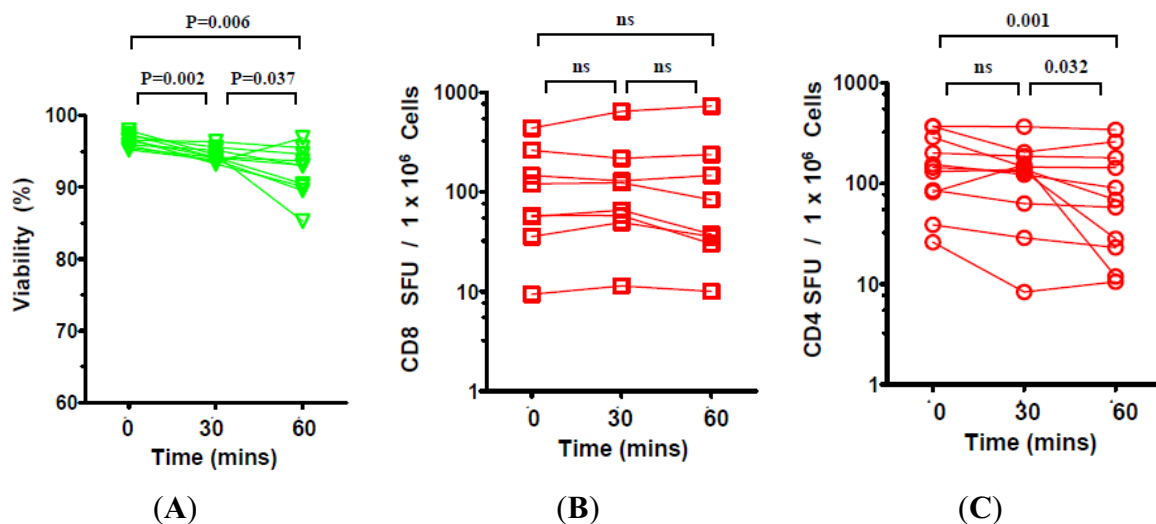 P=0.006
P=0.002
P=0.037
Viability (%)
100
90
80
70
60
0
30
60
Time (mins)
(A)
ns
ns
ns
CD8 SFU / 1 x 10⁶ Cells
1000
100
10
1
0
30
60
Time (mins)
(B)
0.001
ns
0.032
CD4 SFU / 1 x 10⁶ Cells
1000
100
10
1
0
30
60
Time (mins)
(C)